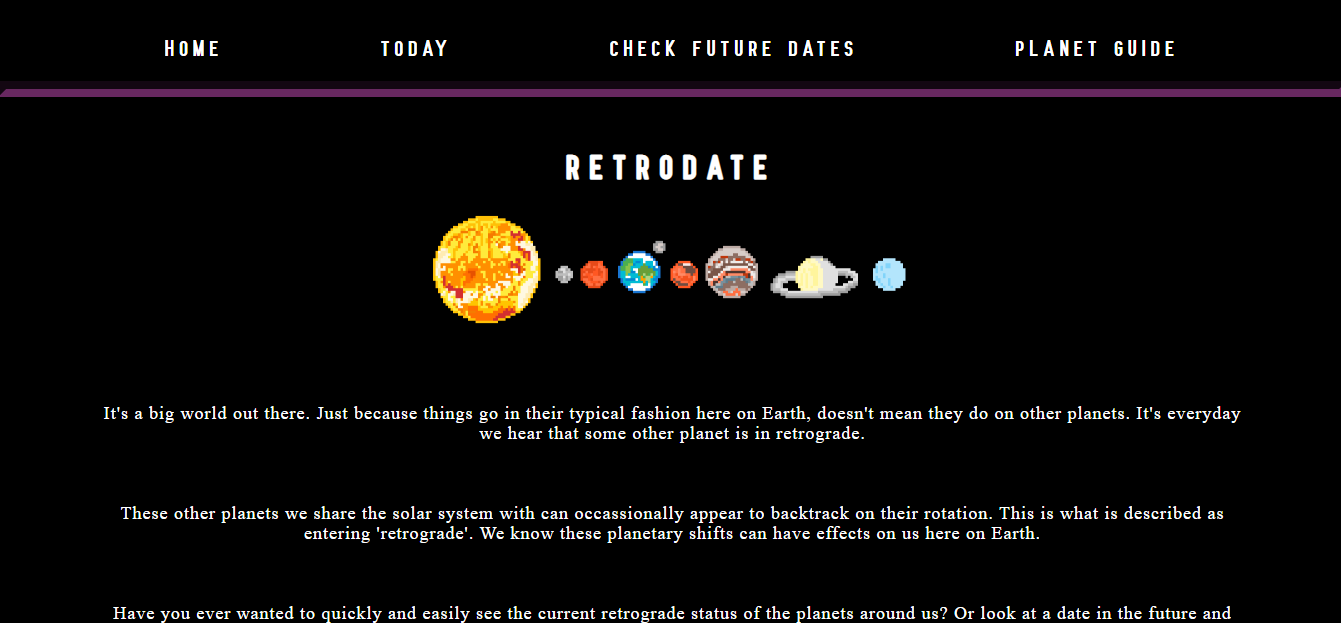 HOME TODAY CHECK FUTURE DATES PLANET GUIDE
RETRODATE
It's a big world out there. Just because things go in their typical fashion here on Earth, doesn't mean they do on other planets. It's everyday
we hear that some other planet is in retrograde.
These other planets we share the solar system with can occassionally appear to backtrack on their rotation. This is what is described as
entering 'retrograde'. We know these planetary shifts can have effects on us here on Earth.
Have you ever wanted to quickly and easily see the current retrograde status of the planets around us? Or look at a date in the future and